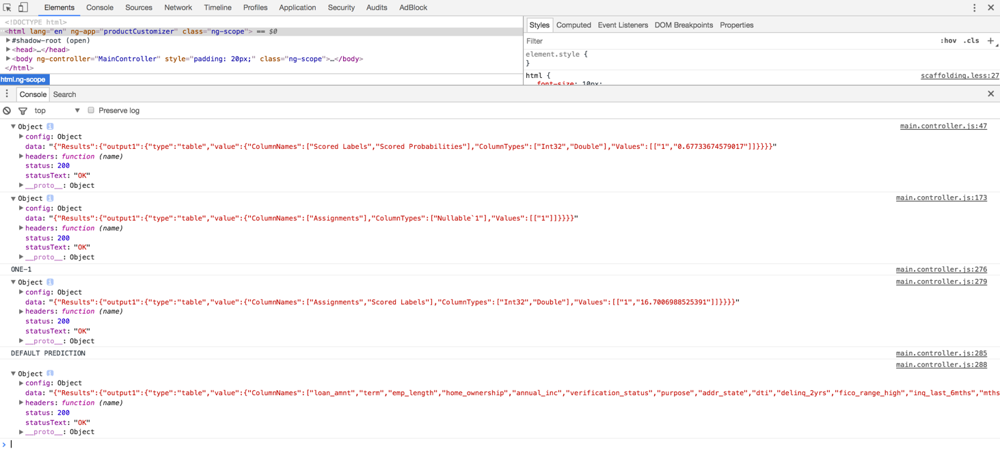 Elements Console Sources Network Timeline Profiles Application Security Audits AdBlock
<!DOCTYPE html>
<html lang="en" ng-app="productCustomizer" class="ng-scope"> == $0
#shadow-root (open)
<head>…</head>
<body ng-controller="MainController" style="padding: 20px;" class="ng-scope">…</body>
</html>
html.ng-scope
Styles Computed Event Listeners DOM Breakpoints Properties
Filter :hov .cls +
element.style {
}
html { scaffolding.less:27
font-size: 10px;
Console Search
top Preserve log
Object main.controller.js:47
config: Object
data: "{"Results":{"output1":{"type":"table","value":{"ColumnNames":["Scored Labels","Scored Probabilities"],"ColumnTypes":["Int32","Double"],"Values":[["1","0.67733674579017"]]}}}}"
headers: function (name)
status: 200
statusText: "OK"
__proto__: Object
Object main.controller.js:173
config: Object
data: "{"Results":{"output1":{"type":"table","value":{"ColumnNames":["Assignments"],"ColumnTypes":["Nullable`1"],"Values":[["1"]]}}}}"
headers: function (name)
status: 200
statusText: "OK"
__proto__: Object
ONE-1 main.controller.js:276
Object main.controller.js:279
config: Object
data: "{"Results":{"output1":{"type":"table","value":{"ColumnNames":["Assignments","Scored Labels"],"ColumnTypes":["Int32","Double"],"Values":[["1","16.7006988525391"]]}}}}"
headers: function (name)
status: 200
statusText: "OK"
__proto__: Object
DEFAULT PREDICTION main.controller.js:285
main.controller.js:288
Object
config: Object
data: "{"Results":{"output1":{"type":"table","value":{"ColumnNames":["loan_amnt","term","emp_length","home_ownership","annual_inc","verification_status","purpose","addr_state","dti","delinq_2yrs","fico_range_high","inq_last_6mths","mths
headers: function (name)
status: 200
statusText: "OK"
__proto__: Object